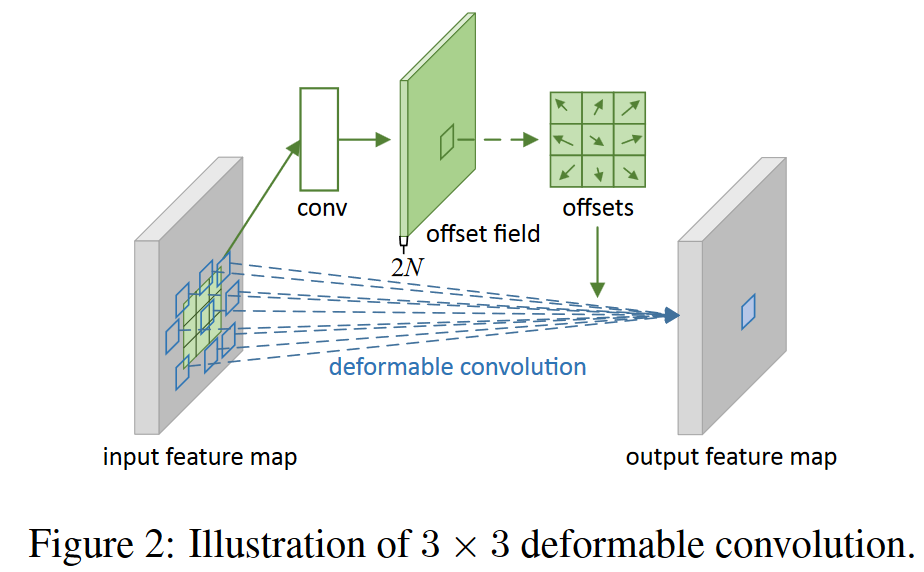 conv
offsets
offset field
2N
deformable convolution
input feature map
output feature map
Figure 2: Illustration of 3 × 3 deformable convolution.